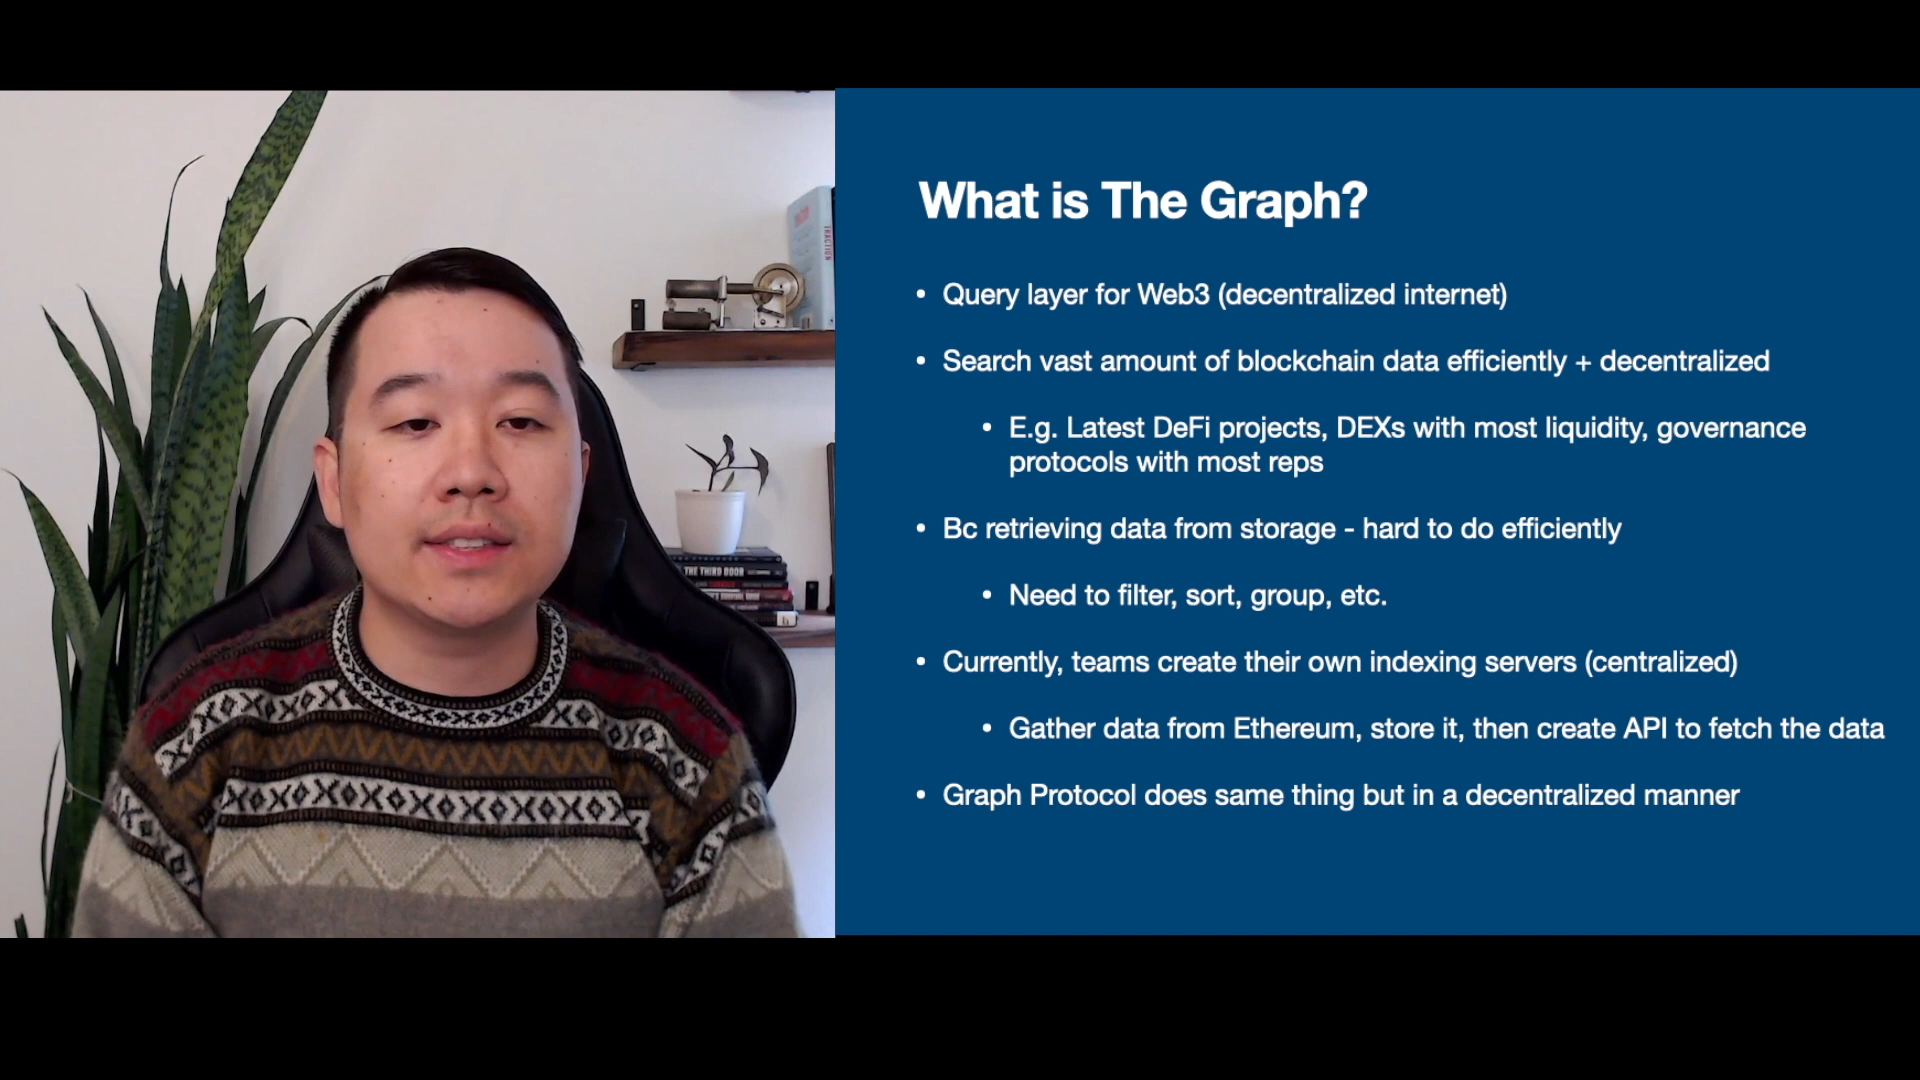 What is The Graph?
• Query layer for Web3 (decentralized internet)
• Search vast amount of blockchain data efficiently + decentralized
• E.g. Latest DeFi projects, DEXs with most liquidity, governance
protocols with most reps
• Bc retrieving data from storage - hard to do efficiently
• Need to filter, sort, group, etc.
• Currently, teams create their own indexing servers (centralized)
• Gather data from Ethereum, store it, then create API to fetch the data
• Graph Protocol does same thing but in a decentralized manner
TRACTION
THE THIRD DOOR